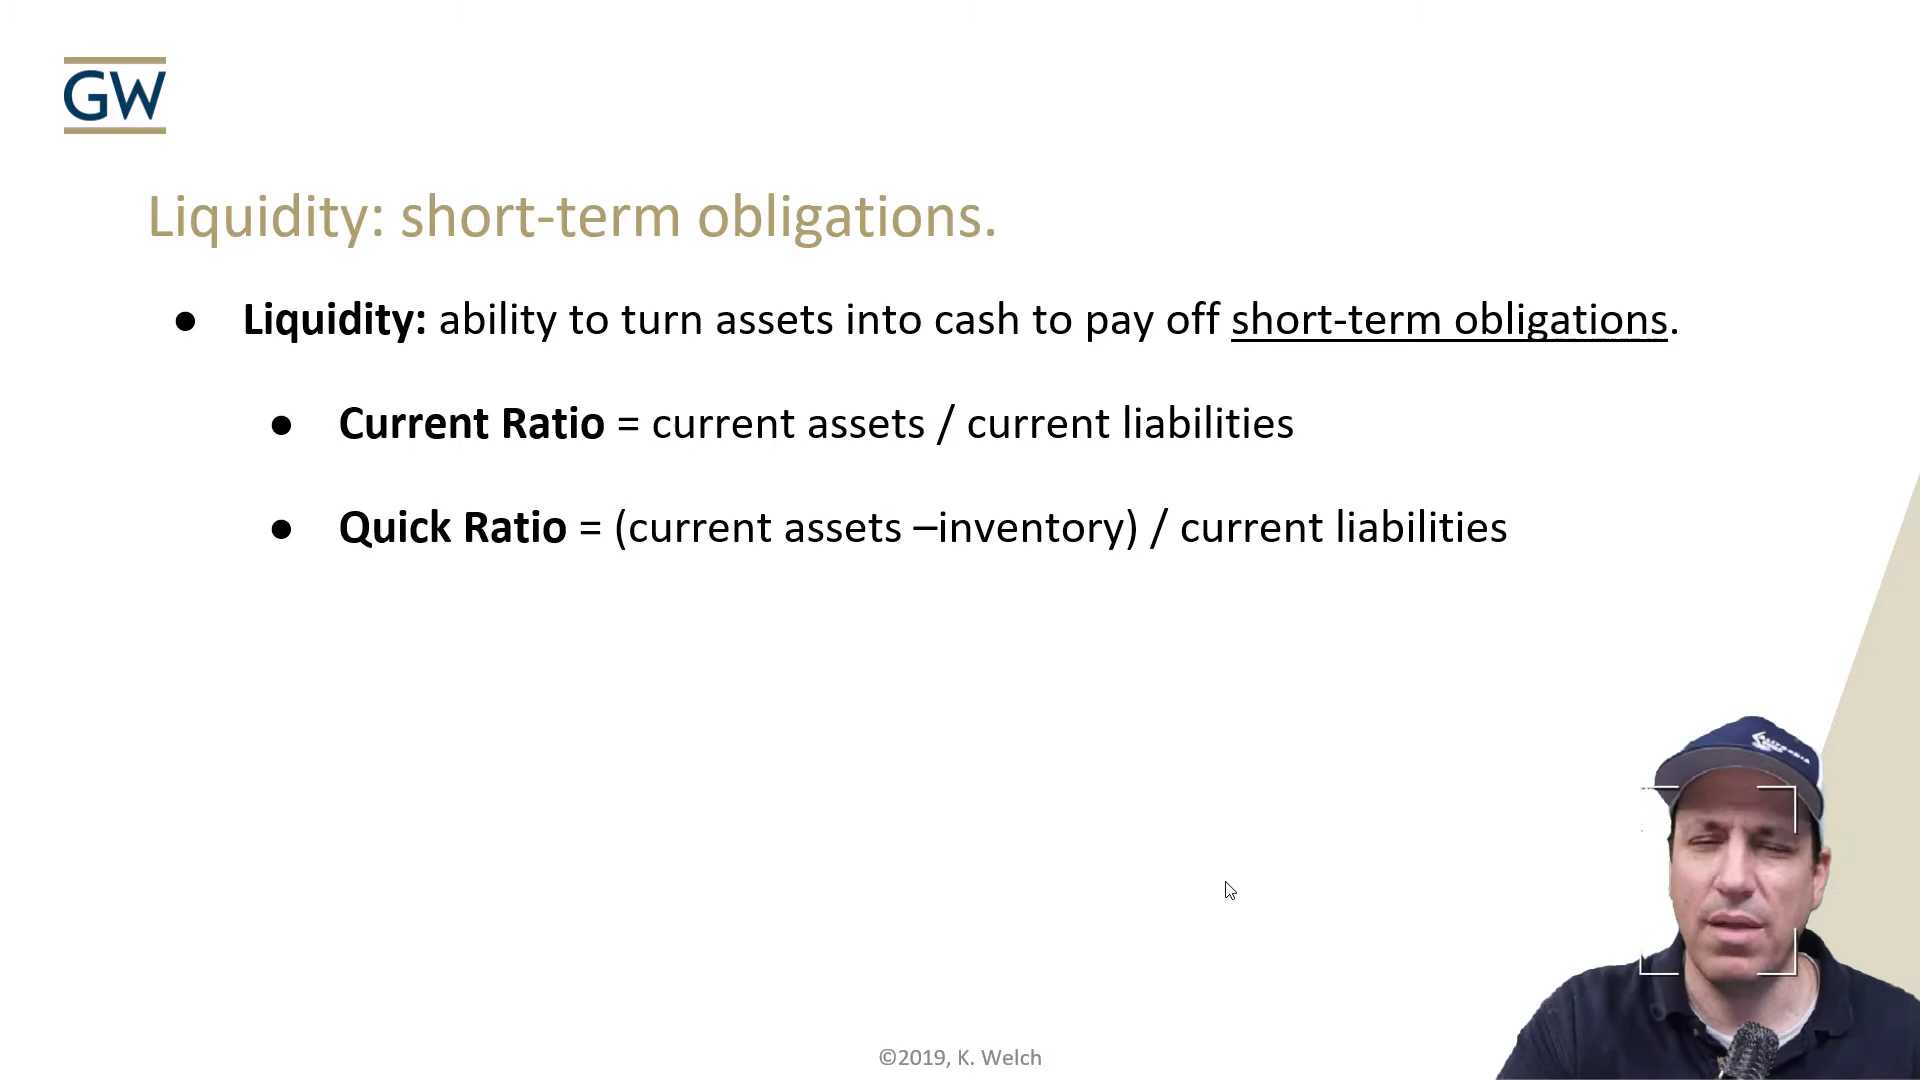 GW
Liquidity: short-term obligations.
● Liquidity: ability to turn assets into cash to pay off short-term obligations.
● Current Ratio = current assets / current liabilities
● Quick Ratio = (current assets –inventory) / current liabilities
©2019, K. Welch